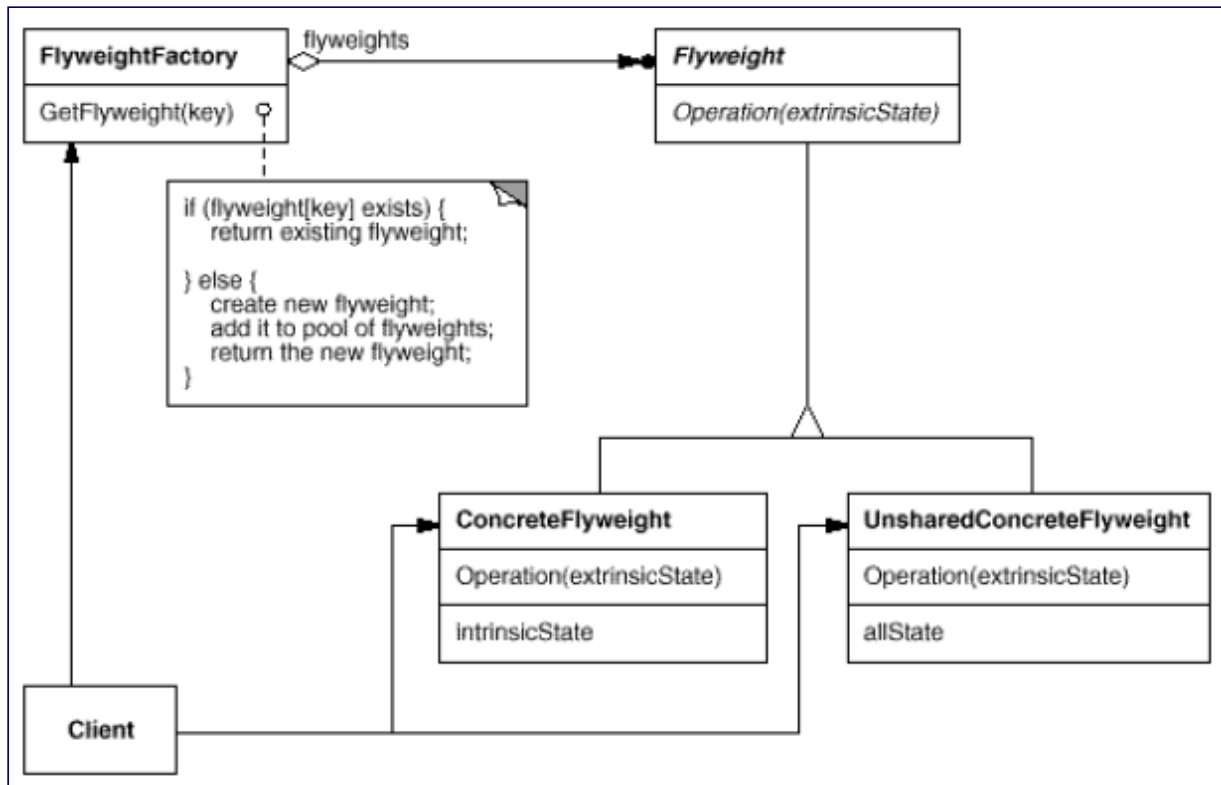 FlyweightFactory
GetFlyweight(key)
flyweights
Flyweight
Operation(extrinsicState)
if (flyweight[key] exists) {
return existing flyweight;
} else {
create new flyweight;
add it to pool of flyweights;
return the new flyweight;
}
ConcreteFlyweight
Operation(extrinsicState)
intrinsicState
UnsharedConcreteFlyweight
Operation(extrinsicState)
allState
Client